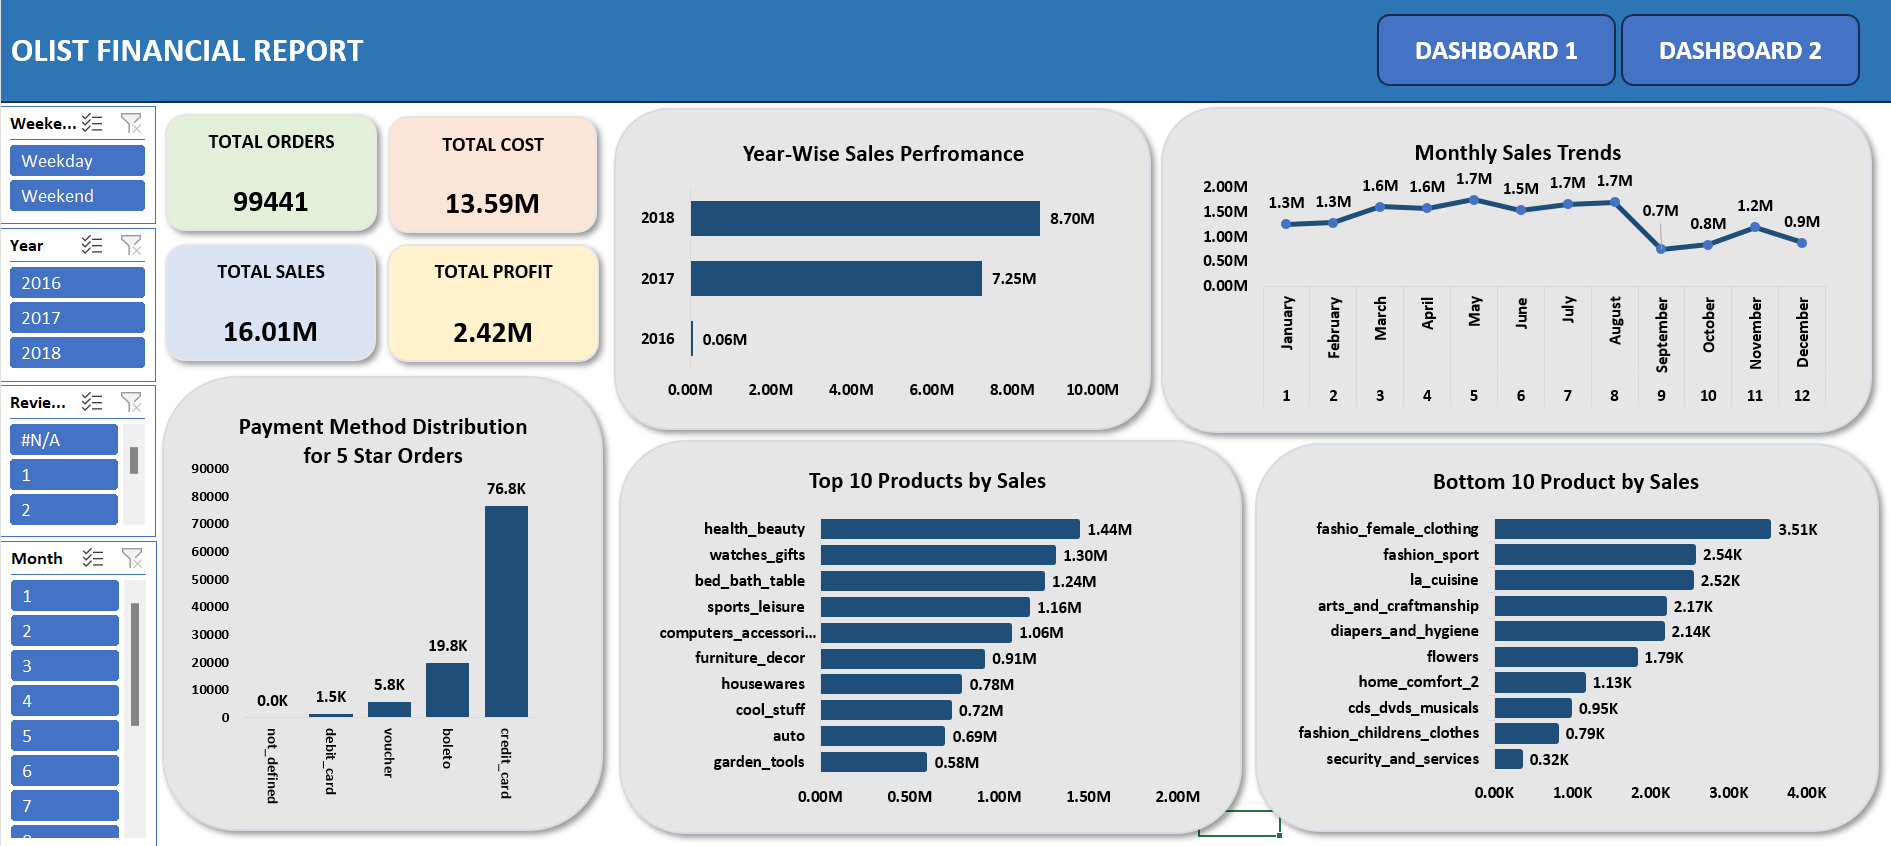 OLIST FINANCIAL REPORT
DASHBOARD 1
DASHBOARD 2
Weeke...
Weekday
Weekend
Year
2016
2017
2018
Revie...
#N/A
1
2
Month
1
2
3
4
5
6
7
TOTAL ORDERS
99441
TOTAL COST
13.59M
TOTAL SALES
16.01M
TOTAL PROFIT
2.42M
Year-Wise Sales Perfromance
2018
8.70M
2017
7.25M
2016
0.06M
0.00M 2.00M 4.00M 6.00M 8.00M 10.00M
Monthly Sales Trends
2.00M
1.50M
1.00M
0.50M
0.00M
1.3M 1.3M 1.6M 1.6M 1.7M 1.5M 1.7M 1.7M 0.7M 0.8M 1.2M 0.9M
January February March April May June July August September October November December
1 2 3 4 5 6 7 8 9 10 11 12
Payment Method Distribution
for 5 Star Orders
90000
80000
70000
60000
50000
40000
30000
20000
10000
0
0.0K 1.5K 5.8K 19.8K 76.8K
not_defined debit_card voucher boleto credit_card
Top 10 Products by Sales
health_beauty 1.44M
watches_gifts 1.30M
bed_bath_table 1.24M
sports_leisure 1.16M
computers_accessori... 1.06M
furniture_decor 0.91M
housewares 0.78M
cool_stuff 0.72M
auto 0.69M
garden_tools 0.58M
0.00M 0.50M 1.00M 1.50M 2.00M
Bottom 10 Product by Sales
fashio_female_clothing 3.51K
fashion_sport 2.54K
la_cuisine 2.52K
arts_and_craftmanship 2.17K
diapers_and_hygiene 2.14K
flowers 1.79K
home_comfort_2 1.13K
cds_dvds_musicals 0.95K
fashion_childrens_clothes 0.79K
security_and_services 0.32K
0.00K 1.00K 2.00K 3.00K 4.00K